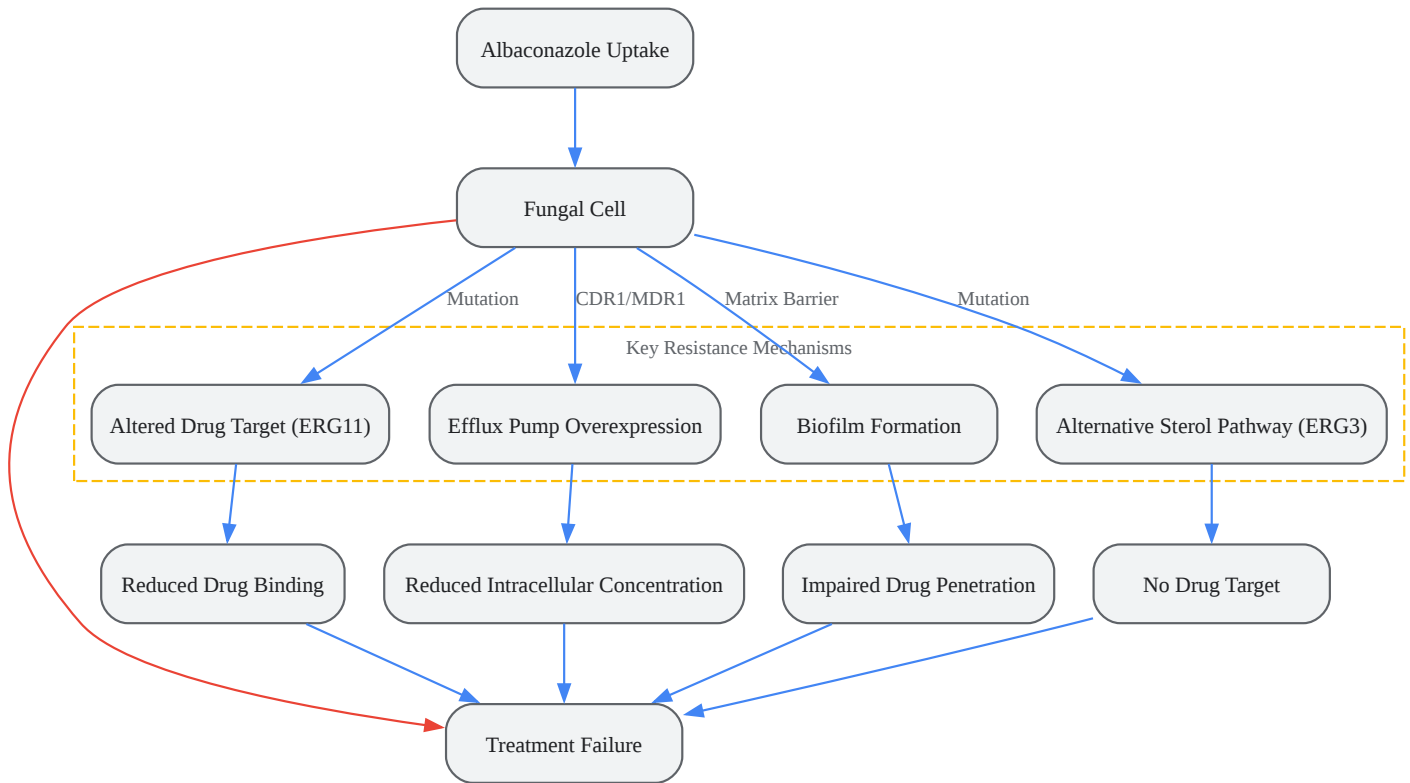 Albaconazole Uptake
Fungal Cell
Mutation
CDR1/MDR1
Matrix Barrier
Mutation
Key Resistance Mechanisms
Altered Drug Target (ERG11)
Efflux Pump Overexpression
Biofilm Formation
Alternative Sterol Pathway (ERG3)
Reduced Drug Binding
Reduced Intracellular Concentration
Impaired Drug Penetration
No Drug Target
Treatment Failure